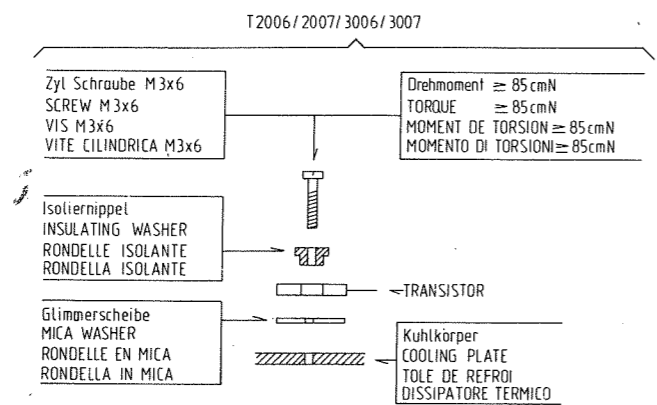 T2006/2007/3006/3007
Zyl Schraube M3x6
SCREW M3x6
VIS M3x6
VITE CILINDRICA M3x6
Drehmoment ≥ 85cmN
TORQUE ≥ 85cmN
MOMENT DE TORSION ≥ 85cmN
MOMENTO DI TORSIONI ≥ 85cmN
Isoliernippel
INSULATING WASHER
RONDELLE ISOLANTE
RONDELLA ISOLANTE
TRANSISTOR
Glimmerscheibe
MICA WASHER
RONDELLE EN MICA
RONDELLA IN MICA
Kuhlkörper
COOLING PLATE
TOLE DE REFROI
DISSIPATORE TERMICO